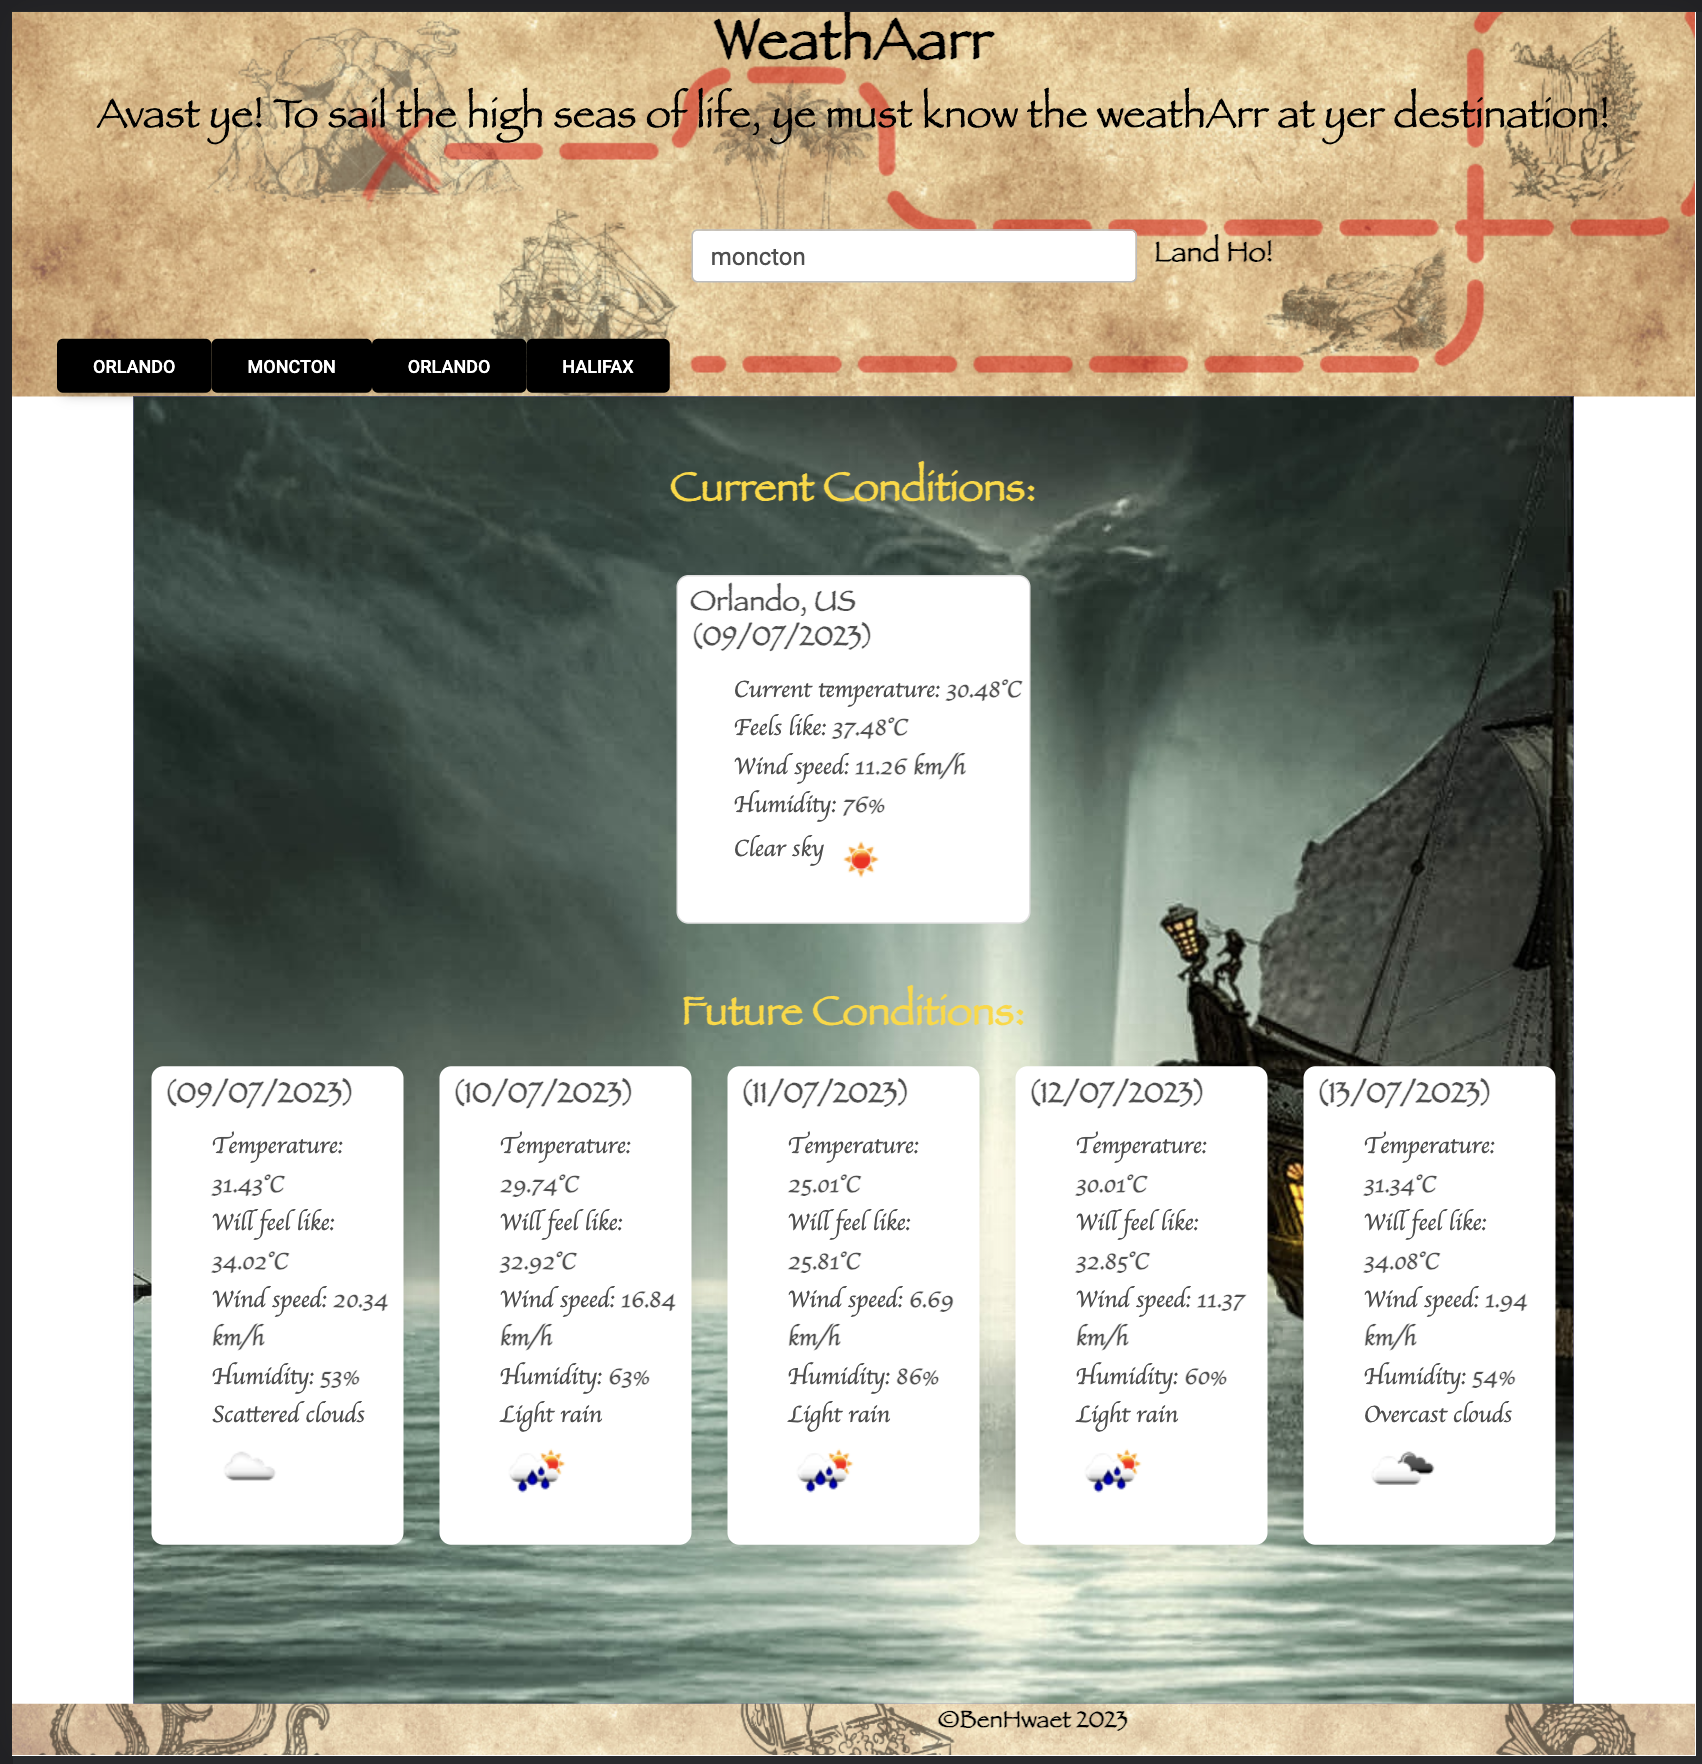 WeathAarr
Avast ye! To sail the high seas of life, ye must know the weathArr at yer destination!
moncton
Land Ho!
ORLANDO
MONCTON
ORLANDO
HALIFAX
Current Conditions:
Orlando, US
(09/07/2023)
Current temperature: 30.48°C
Feels like: 37.48°C
Wind speed: 11.26 km/h
Humidity: 76%
Clear sky
Future Conditions:
(09/07/2023)
Temperature:
31.43°C
Will feel like:
34.02°C
Wind speed: 20.34
km/h
Humidity: 53%
Scattered clouds
(10/07/2023)
Temperature:
29.74°C
Will feel like:
32.92°C
Wind speed: 16.84
km/h
Humidity: 63%
Light rain
(11/07/2023)
Temperature:
25.01°C
Will feel like:
25.81°C
Wind speed: 6.69
km/h
Humidity: 86%
Light rain
(12/07/2023)
Temperature:
30.01°C
Will feel like:
32.85°C
Wind speed: 11.37
km/h
Humidity: 60%
Light rain
(13/07/2023)
Temperature:
31.34°C
Will feel like:
34.08°C
Wind speed: 1.94
km/h
Humidity: 54%
Overcast clouds
©BenHwaet 2023